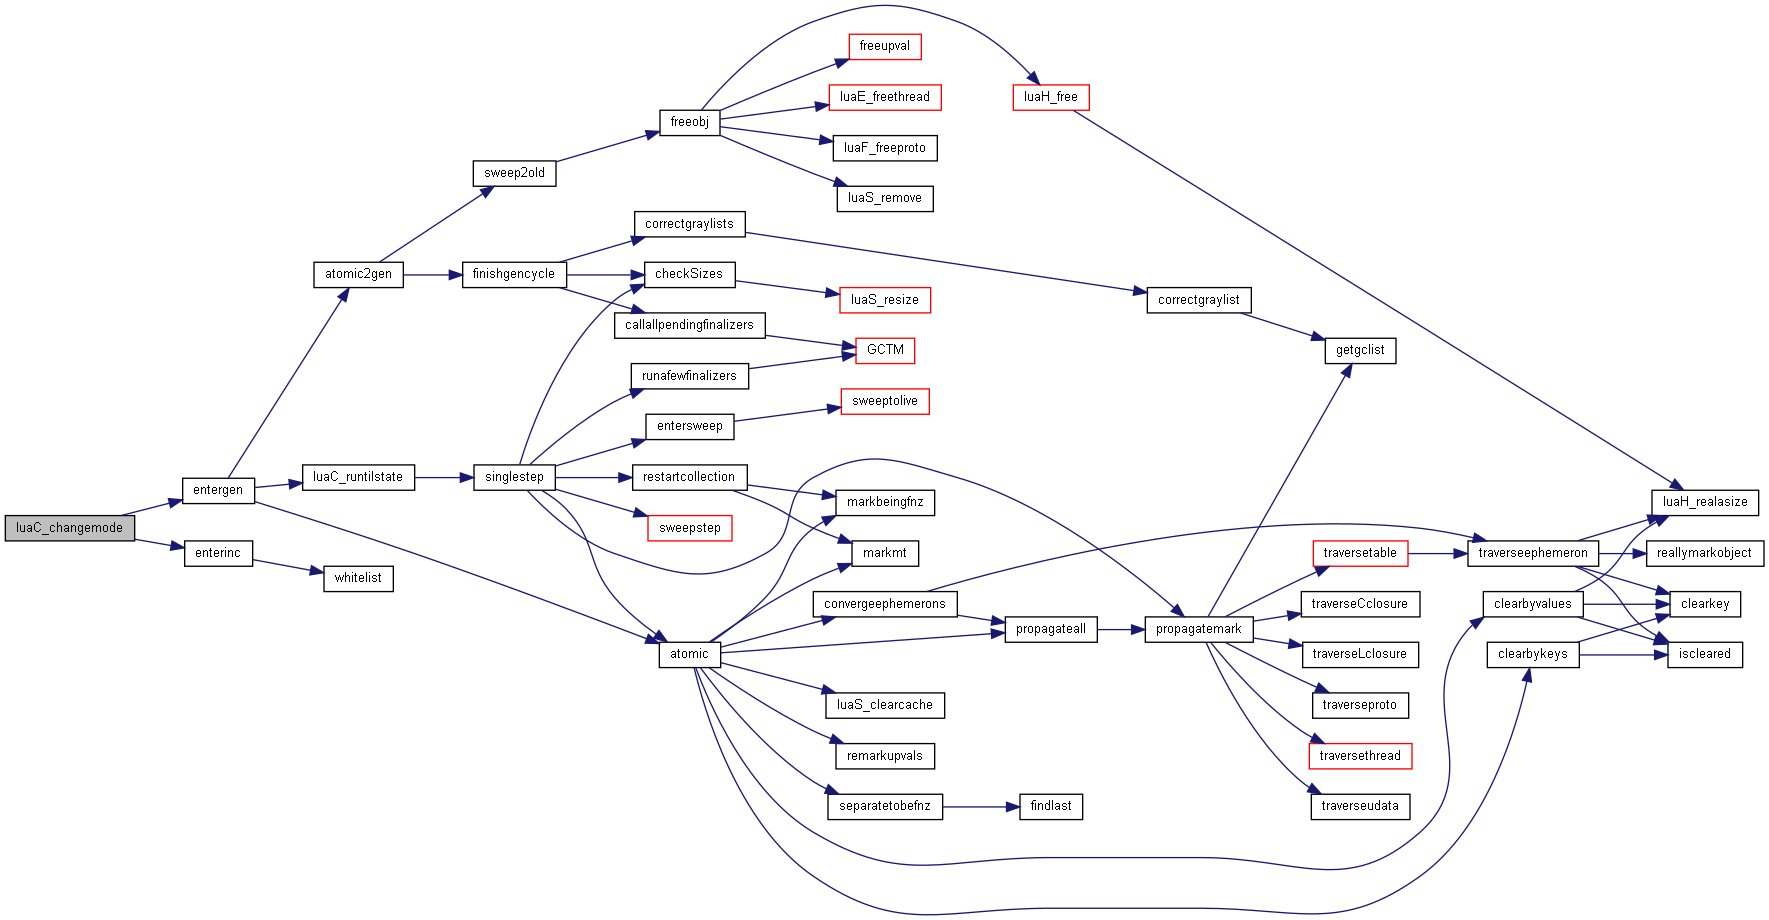 freeupval
luaE_freethread
luaH_free
freeobj
luaF_freeproto
sweep2old
luaS_remove
correctgraylists
atomic2gen
finishgencycle
checkSizes
luaS_resize
correctgraylist
callallpendingfinalizers
GCTM
getgclist
runafewfinalizers
sweeptolive
entersweep
luaC_runtilstate
singlestep
restartcollection
entergen
markbeingfnz
luaH_realasize
luaC_changemode
sweepstep
enterinc
markmt
traversetable
traverseephemeron
reallymarkobject
whitelist
convergeephemerons
traverseCclosure
clearbyvalues
clearkey
propagateall
propagatemark
atomic
traverseLclosure
clearbykeys
iscleared
luaS_clearcache
traverseproto
remarkupvals
traversethread
separatetobefnz
findlast
traverseudata